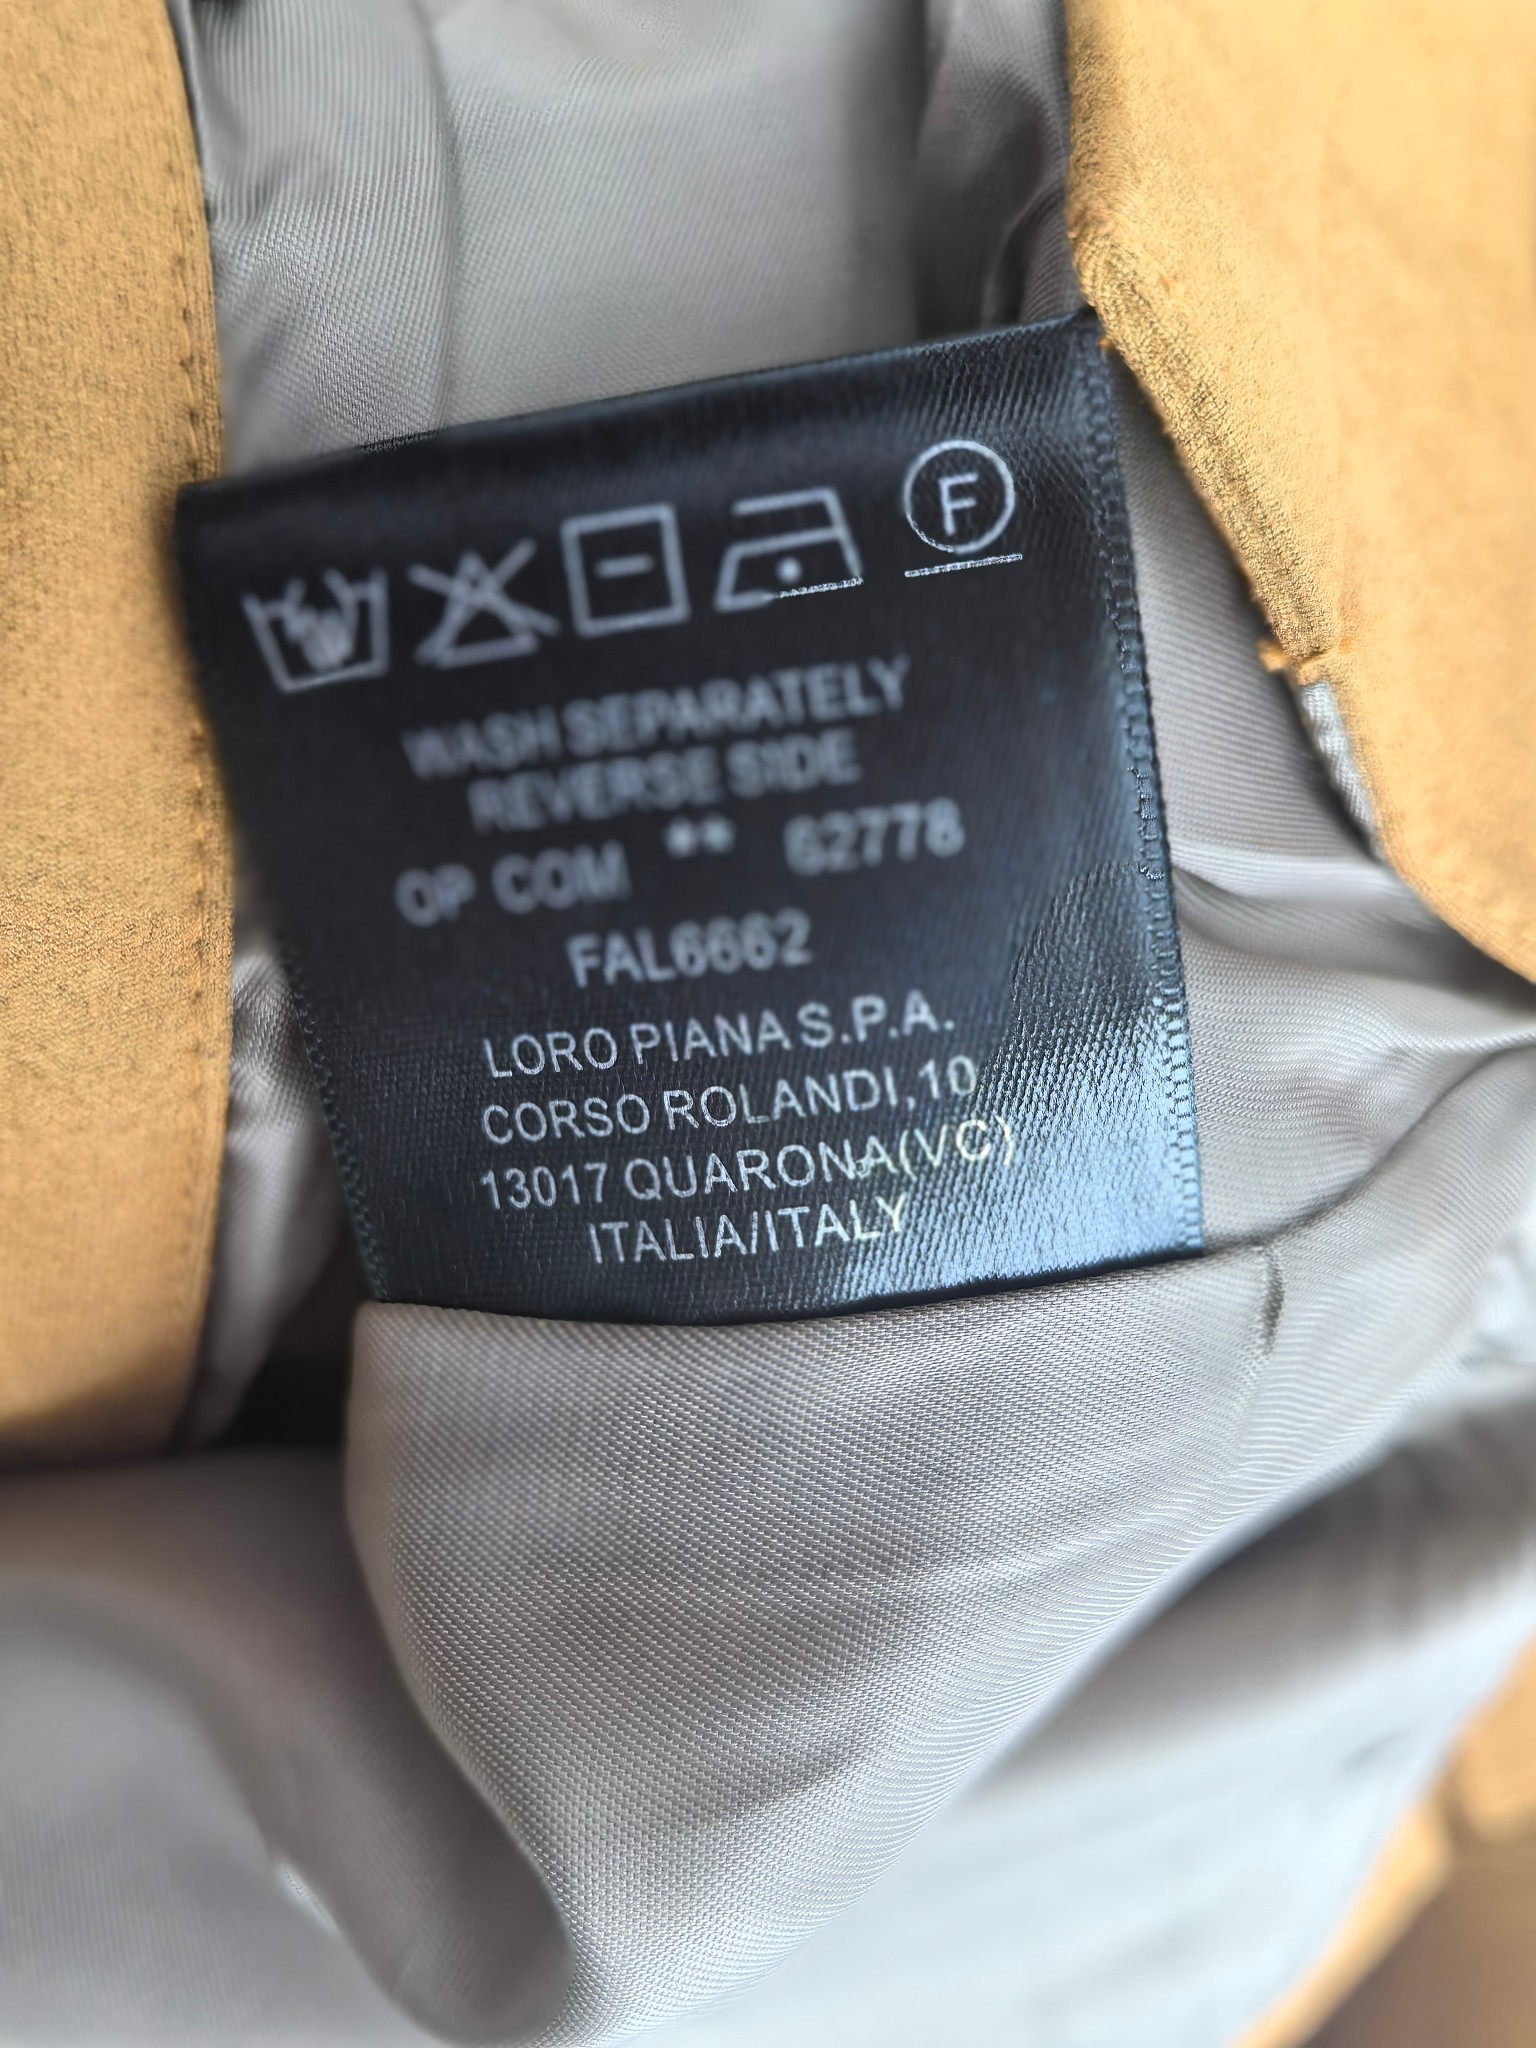 F
WASH SEPARATELY
REVERSE SIDE
OP COM ** 62778
FAL6662
LORO PIANA S.P.A.
CORSO ROLANDI,10
13017 QUARONA(VC)
ITALIA/ITALY